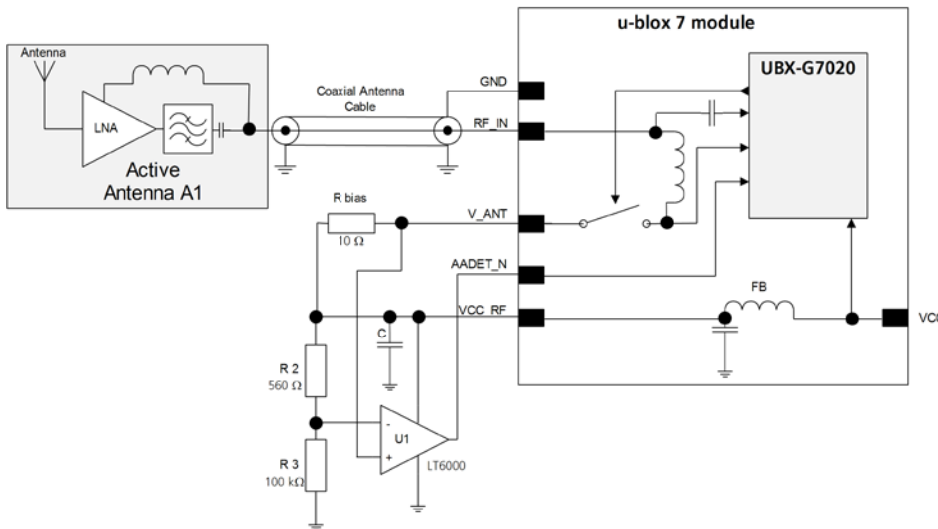 u-blox 7 module
UBX-G7020
Antenna
LNA
Active
Antenna A1
Coaxial Antenna
Cable
GND
RF_IN
R bias
10 Ω
V_ANT
AADET_N
VCC_RF
FB
C
R 2
560 Ω
-
U1
+
LT6000
R 3
100 kΩ